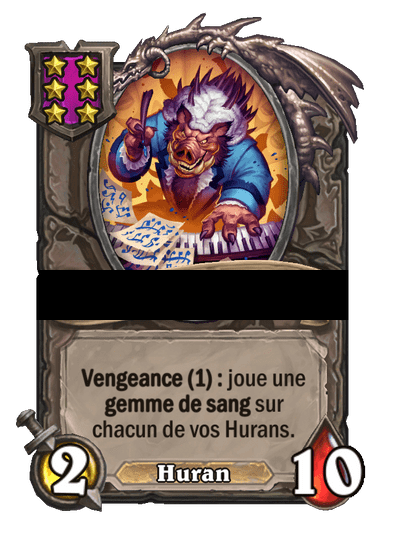 Vengeance (1) : joue une
gemme de sang sur
chacun de vos Hurans.
2
Huran
10